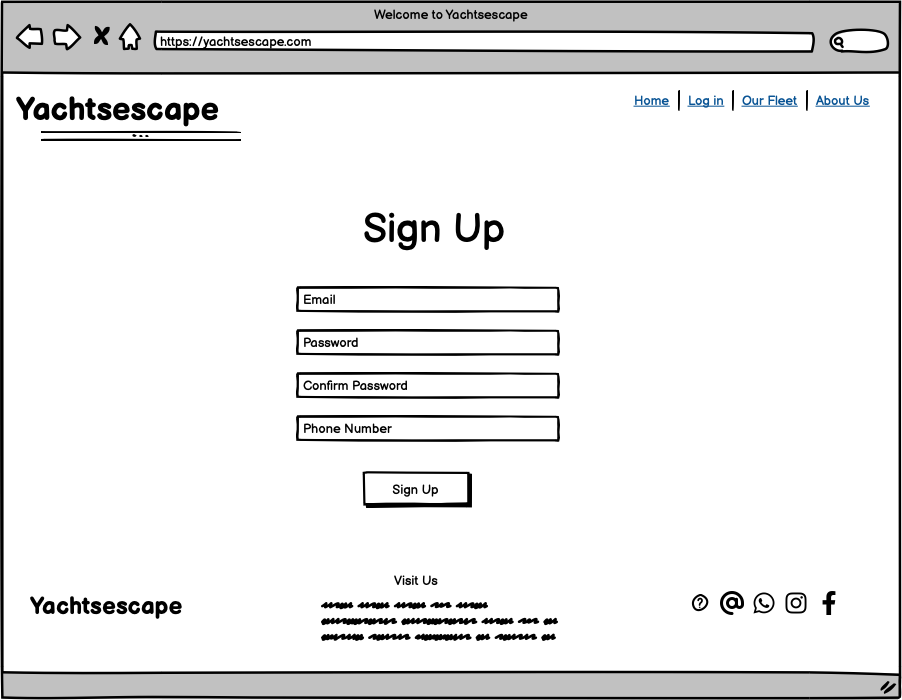 Welcome to Yachtsescape
https://yachtsescape.com
Yachtsescape
Home Log in Our Fleet About Us
Sign Up
Email
Password
Confirm Password
Phone Number
Sign Up
Visit Us
Yachtsescape